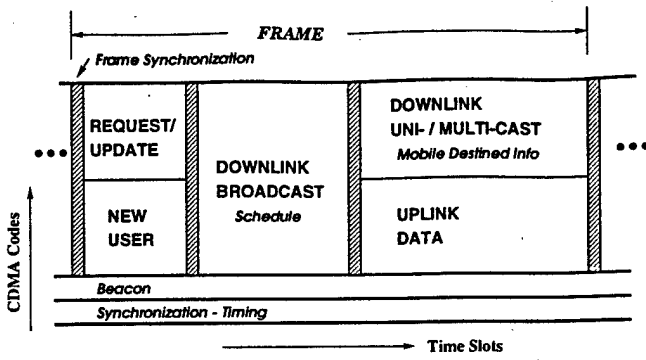 FRAME
Frame Synchronization
REQUEST/
UPDATE
NEW
USER
DOWNLINK
BROADCAST
Schedule
DOWNLINK
UNI- / MULTI-CAST
Mobile Destined Info
UPLINK
DATA
•••
•••
CDMA Codes
Beacon
Synchronization - Timing
Time Slots